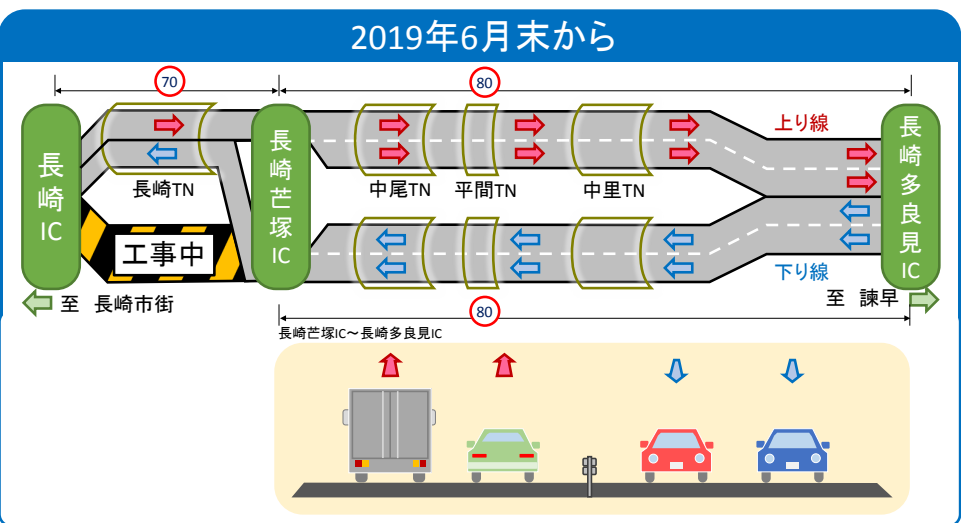 2019年6月末から
70
80
長崎IC
長崎TN
工事中
長崎芒塚IC
中尾TN
平間TN
中里TN
上り線
下り線
長崎多良見IC
至 長崎市街
至 諫早
80
長崎芒塚IC～長崎多良見IC